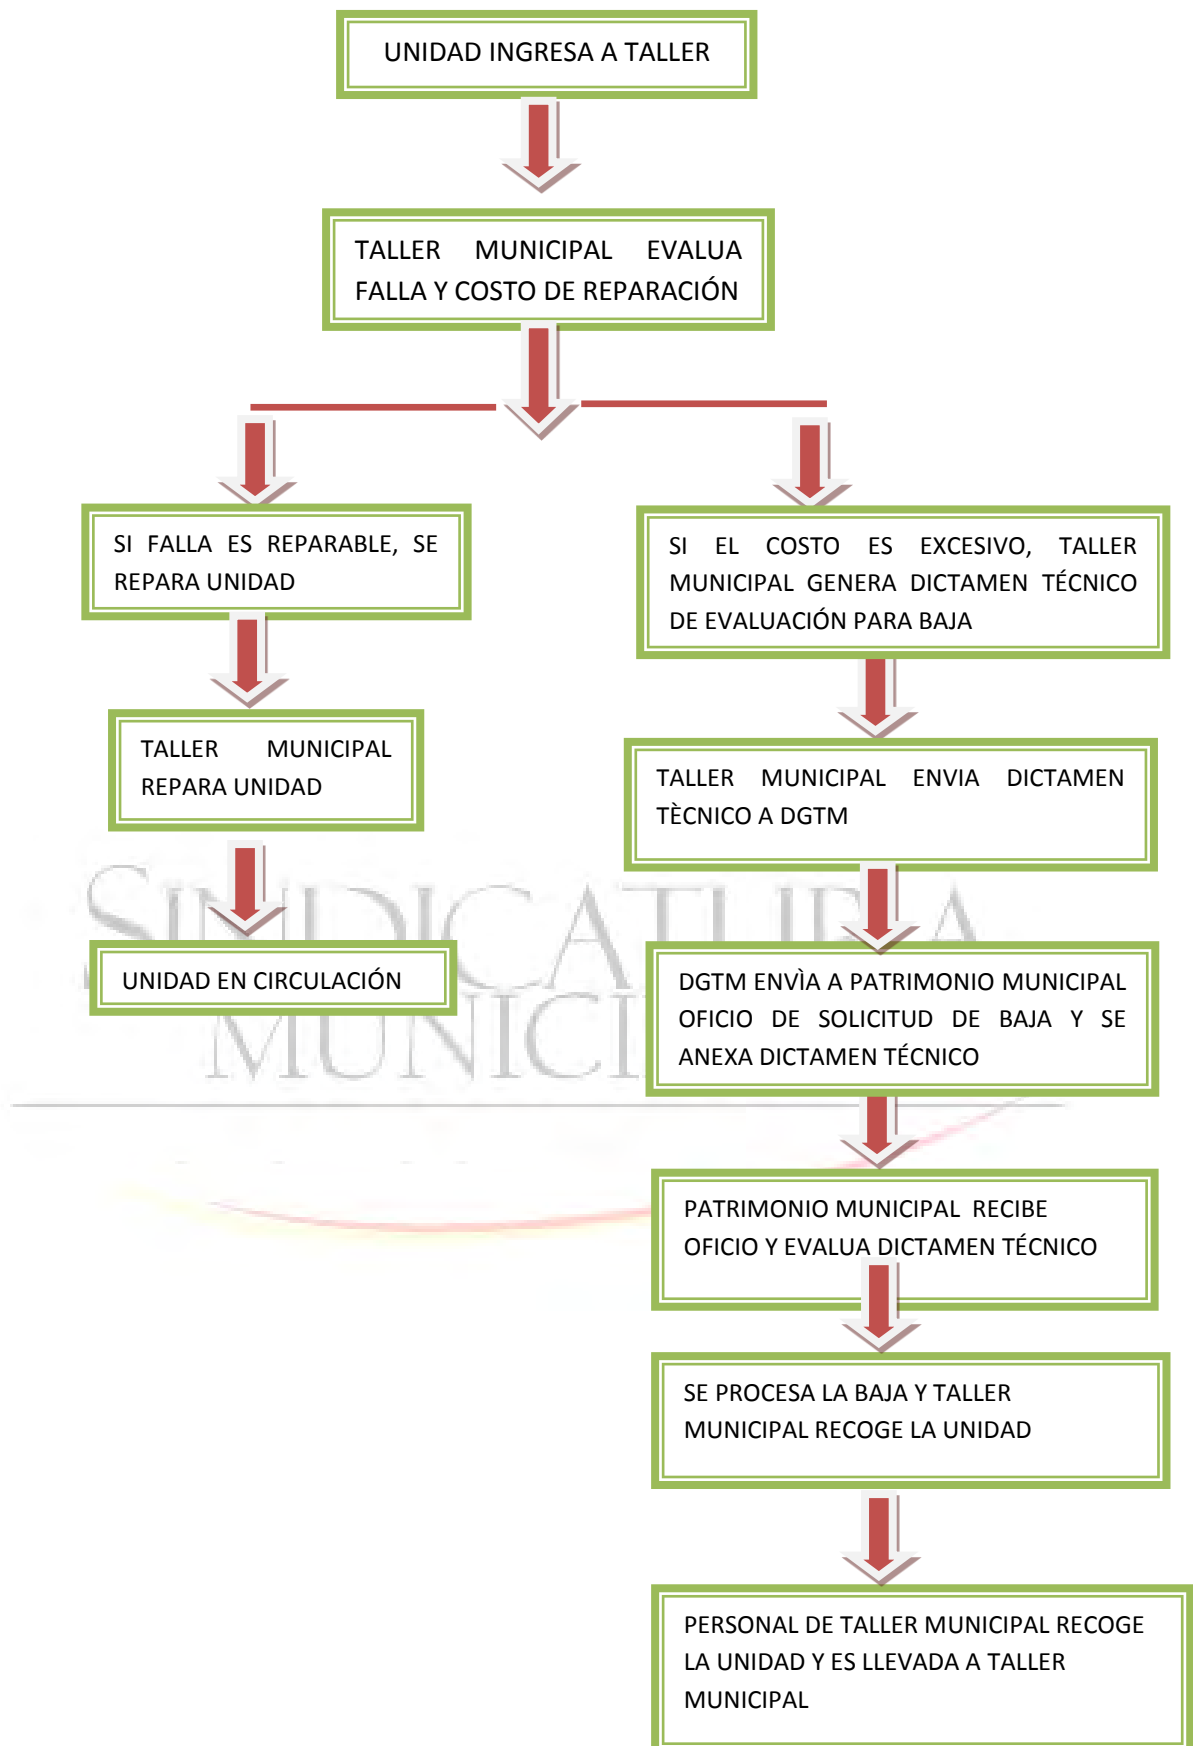 UNIDAD INGRESA A TALLER
TALLER MUNICIPAL EVALUA
FALLA Y COSTO DE REPARACIÓN
SI FALLA ES REPARABLE, SE
REPARA UNIDAD
TALLER MUNICIPAL
REPARA UNIDAD
UNIDAD EN CIRCULACIÓN
SI EL COSTO ES EXCESIVO, TALLER
MUNICIPAL GENERA DICTAMEN TÉCNICO
DE EVALUACIÓN PARA BAJA
TALLER MUNICIPAL ENVIA DICTAMEN
TÈCNICO A DGTM
DGTM ENVÌA A PATRIMONIO MUNICIPAL
OFICIO DE SOLICITUD DE BAJA Y SE
ANEXA DICTAMEN TÉCNICO
PATRIMONIO MUNICIPAL RECIBE
OFICIO Y EVALUA DICTAMEN TÉCNICO
SE PROCESA LA BAJA Y TALLER
MUNICIPAL RECOGE LA UNIDAD
PERSONAL DE TALLER MUNICIPAL RECOGE
LA UNIDAD Y ES LLEVADA A TALLER
MUNICIPAL
SINDICATURA